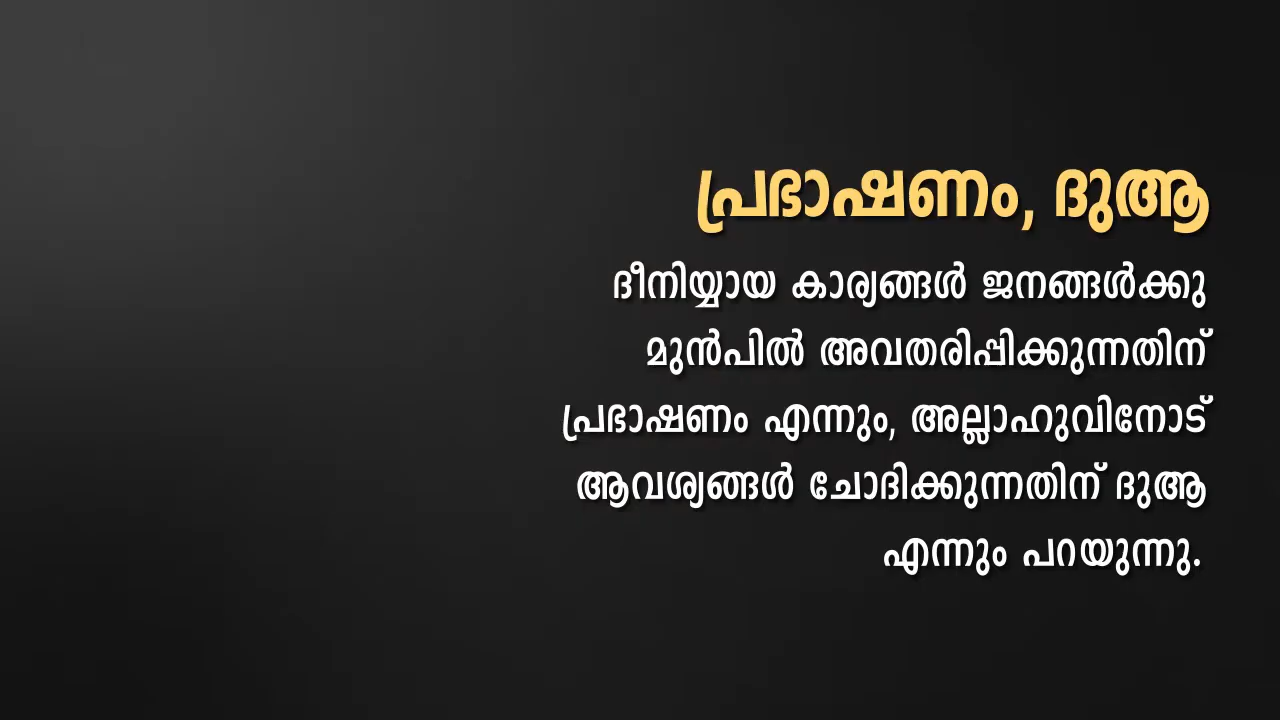 പ്രഭാഷണം, ദുആ
ദീനിയ്യായ കാര്യങ്ങൾ ജനങ്ങൾക്കു
മുൻപിൽ അവതരിപ്പിക്കുന്നതിന്
പ്രഭാഷണം എന്നും, അല്ലാഹുവിനോട്
ആവശ്യങ്ങൾ ചോദിക്കുന്നതിന് ദുആ
എന്നും പറയുന്നു.